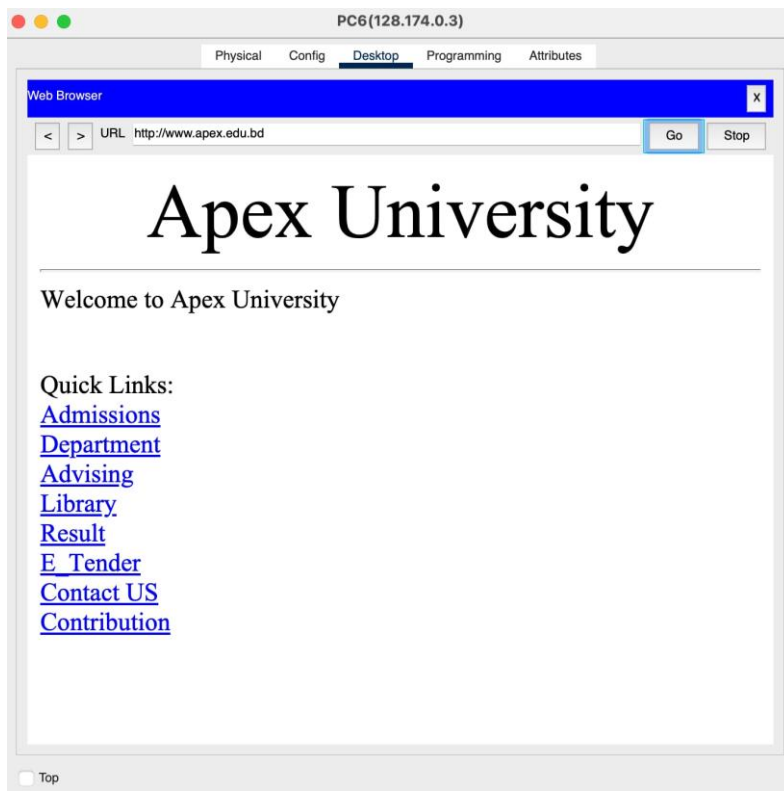 PC6(128.174.0.3)
Physical Config Desktop Programming Attributes
Web Browser X
< > URL http://www.apex.edu.bd Go Stop
Apex University
Welcome to Apex University
Quick Links:
Admissions
Department
Advising
Library
Result
E_Tender
Contact US
Contribution
Top